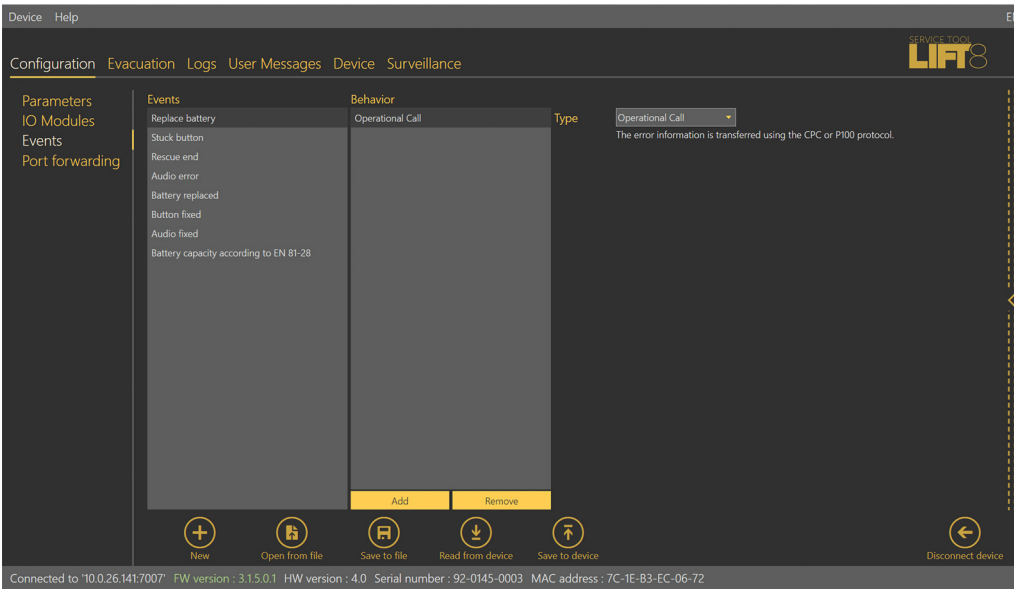 Device Help
SERVICE TOOL
LIFT8
Configuration Evacuation Logs User Messages Device Surveillance
Parameters
IO Modules
Events
Port forwarding
Events
Replace battery
Stuck button
Rescue end
Audio error
Battery replaced
Button fixed
Audio fixed
Battery capacity according to EN 81-28
Behavior
Operational Call
Add Remove
Type Operational Call
The error information is transferred using the CPC or P100 protocol.
New Open from file Save to file Read from device Save to device Disconnect device
Connected to '10.0.26.141:7007' FW version : 3.1.5.0.1 HW version : 4.0 Serial number : 92-0145-0003 MAC address : 7C-1E-B3-EC-06-72